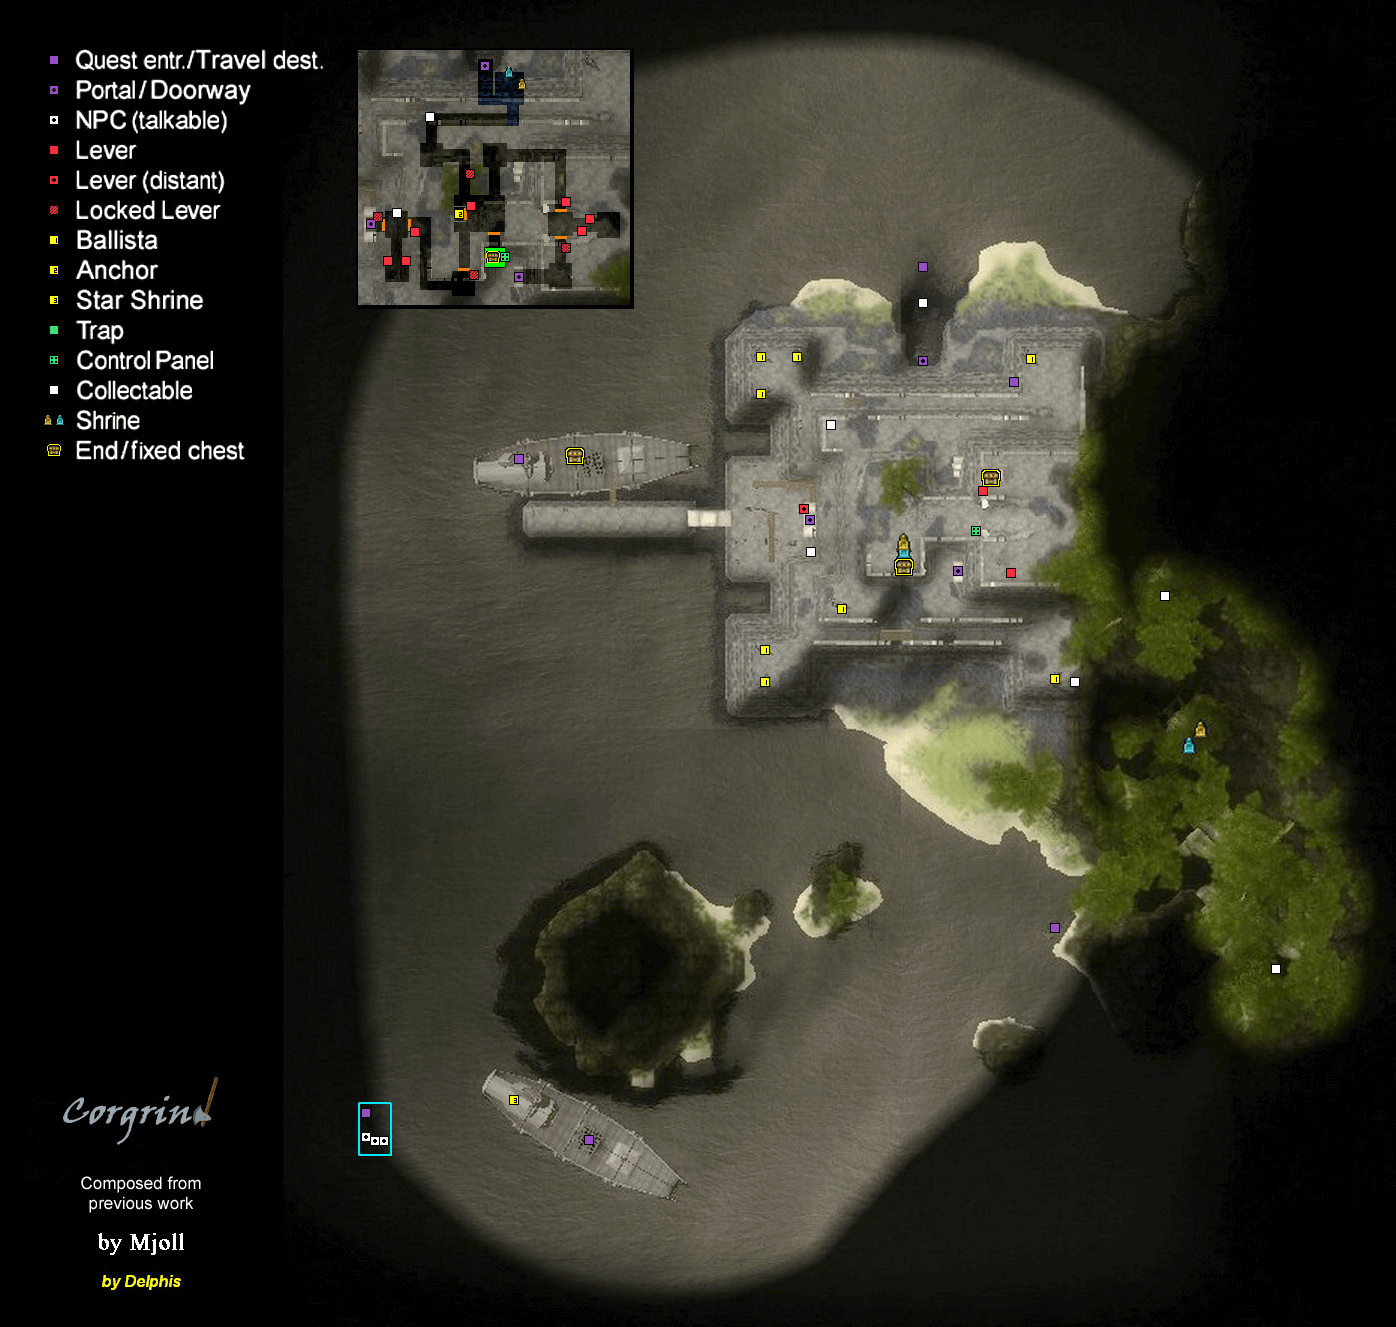 Quest entr./Travel dest.
Portal/Doorway
NPC (talkable)
Lever
Lever (distant)
Locked Lever
Ballista
Anchor
Star Shrine
Trap
Control Panel
Collectable
Shrine
End/fixed chest
Corgrind
Composed from
previous work
by Mjoll
by Delphis